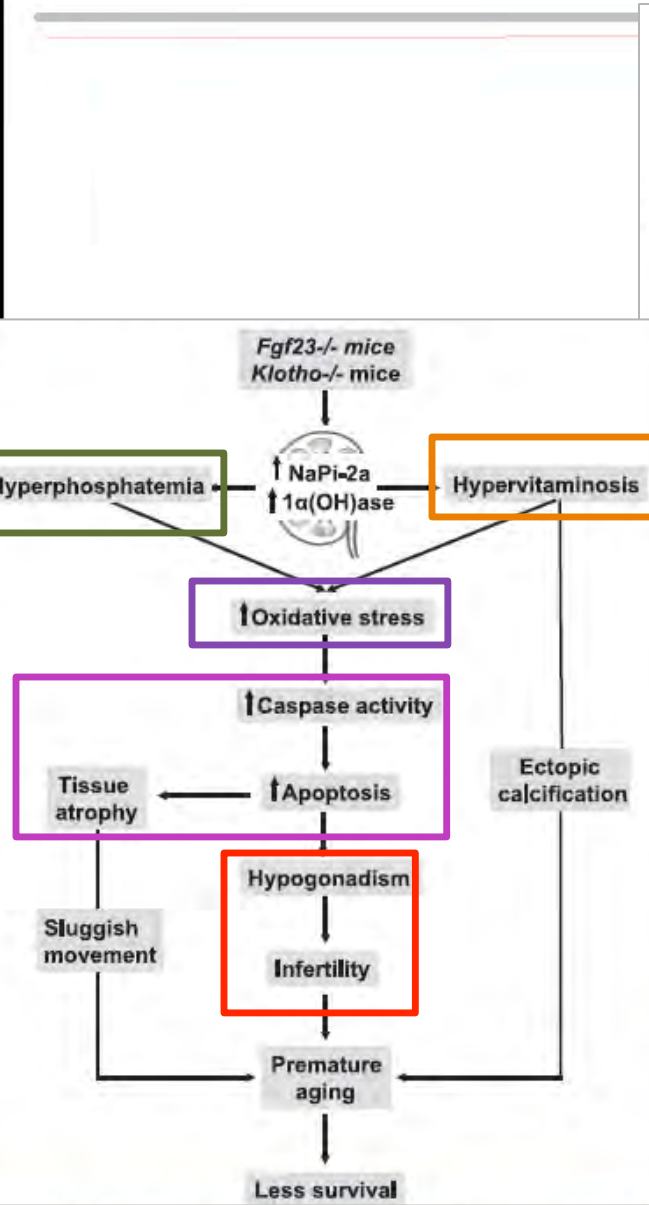 Fgf23-/- mice
Klotho-/- mice
↑ NaPi-2a
↑ 1α(OH)ase
yperphosphatemia
Hypervitaminosis
↑Oxidative stress
↑Caspase activity
Tissue
atrophy
↑Apoptosis
Ectopic
calcification
Hypogonadism
Sluggish
movement
Infertility
Premature
aging
Less survival